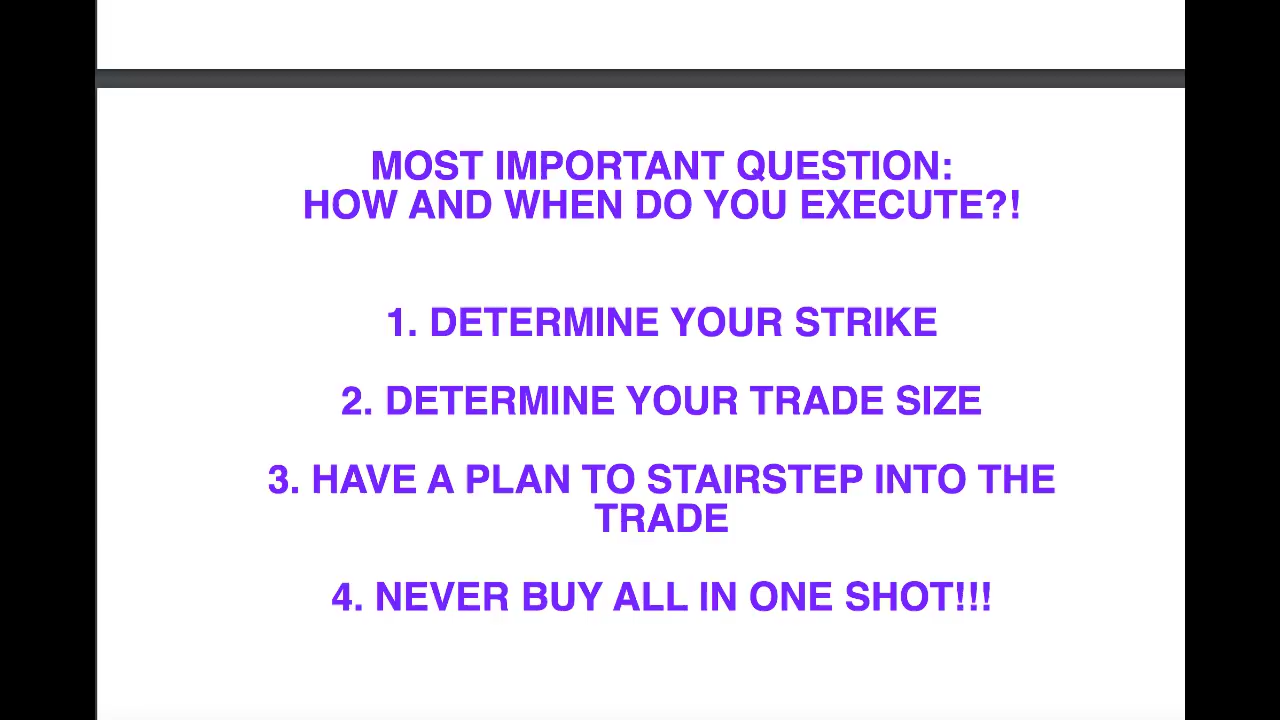 MOST IMPORTANT QUESTION:
HOW AND WHEN DO YOU EXECUTE?!
1. DETERMINE YOUR STRIKE
2. DETERMINE YOUR TRADE SIZE
3. HAVE A PLAN TO STAIRSTEP INTO THE
TRADE
4. NEVER BUY ALL IN ONE SHOT!!!